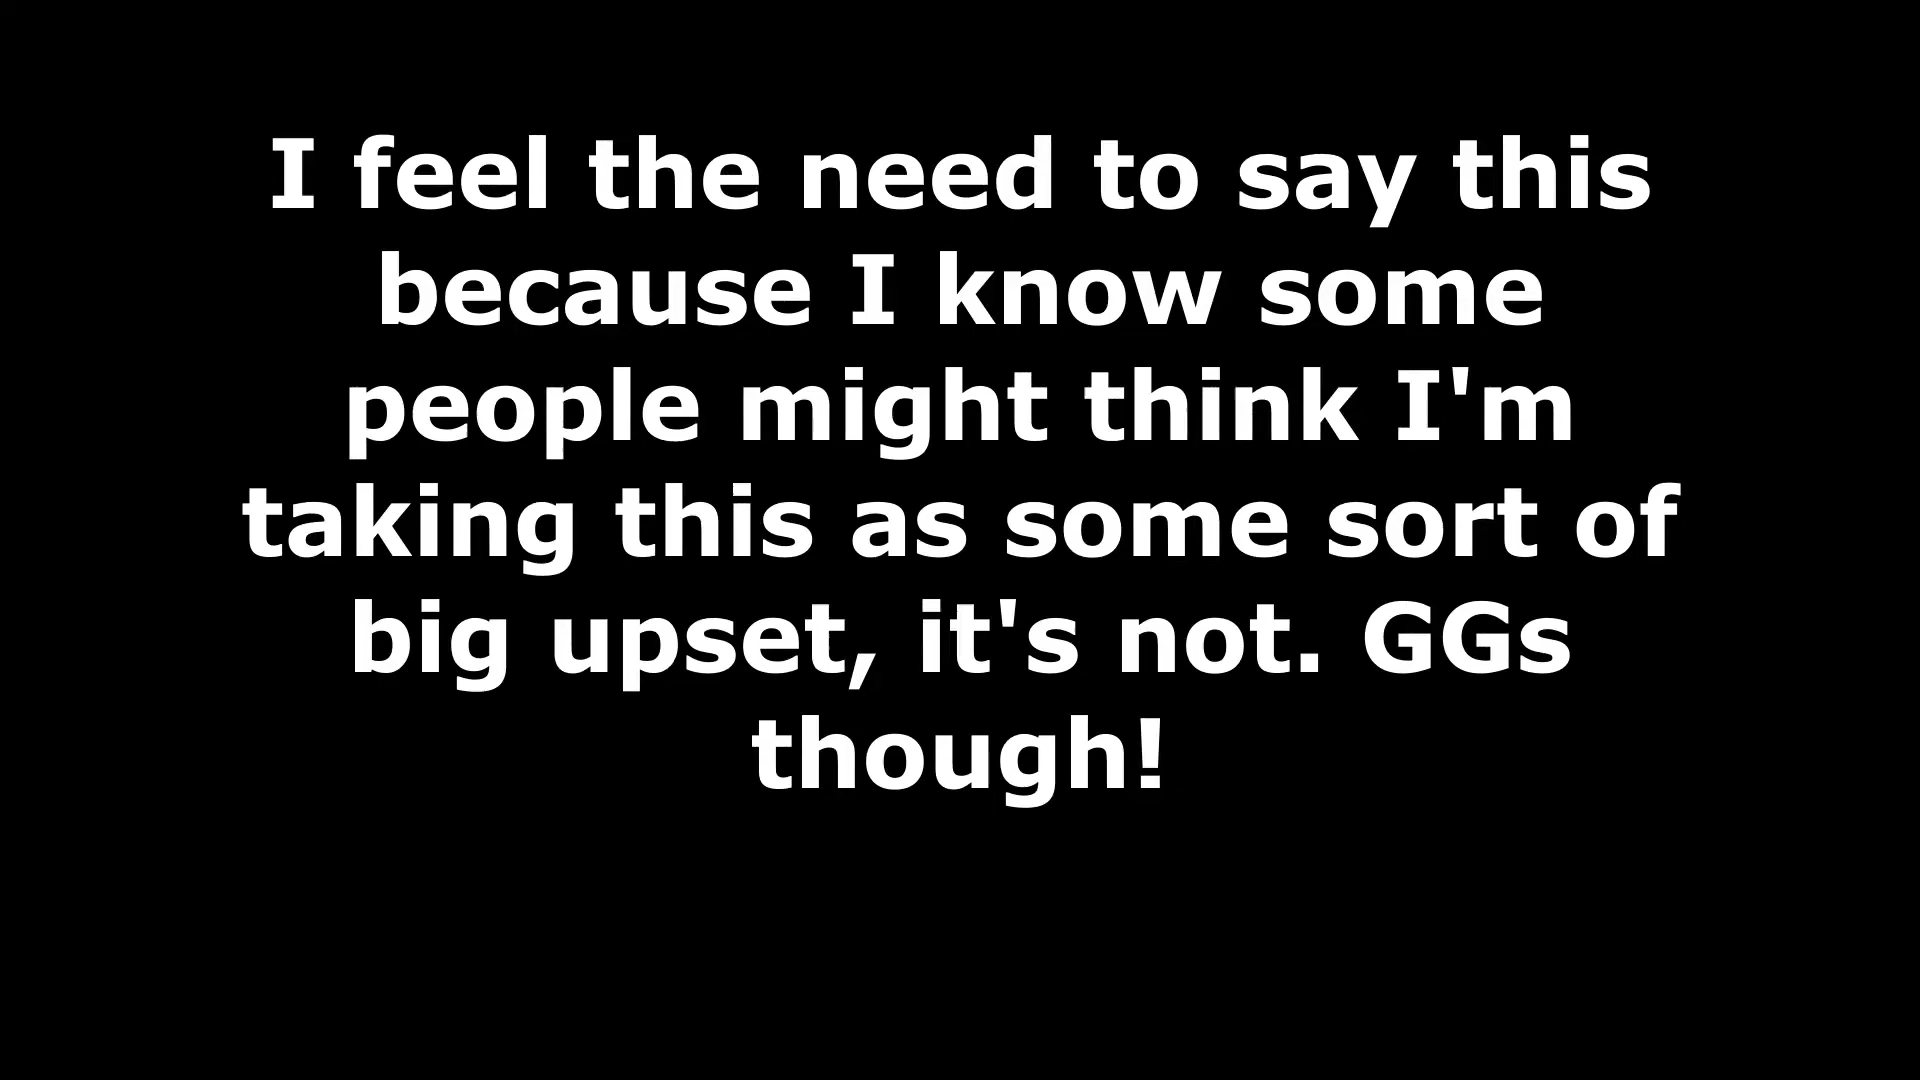 I feel the need to say this
because I know some
people might think I'm
taking this as some sort of
big upset, it's not. GGs
though!